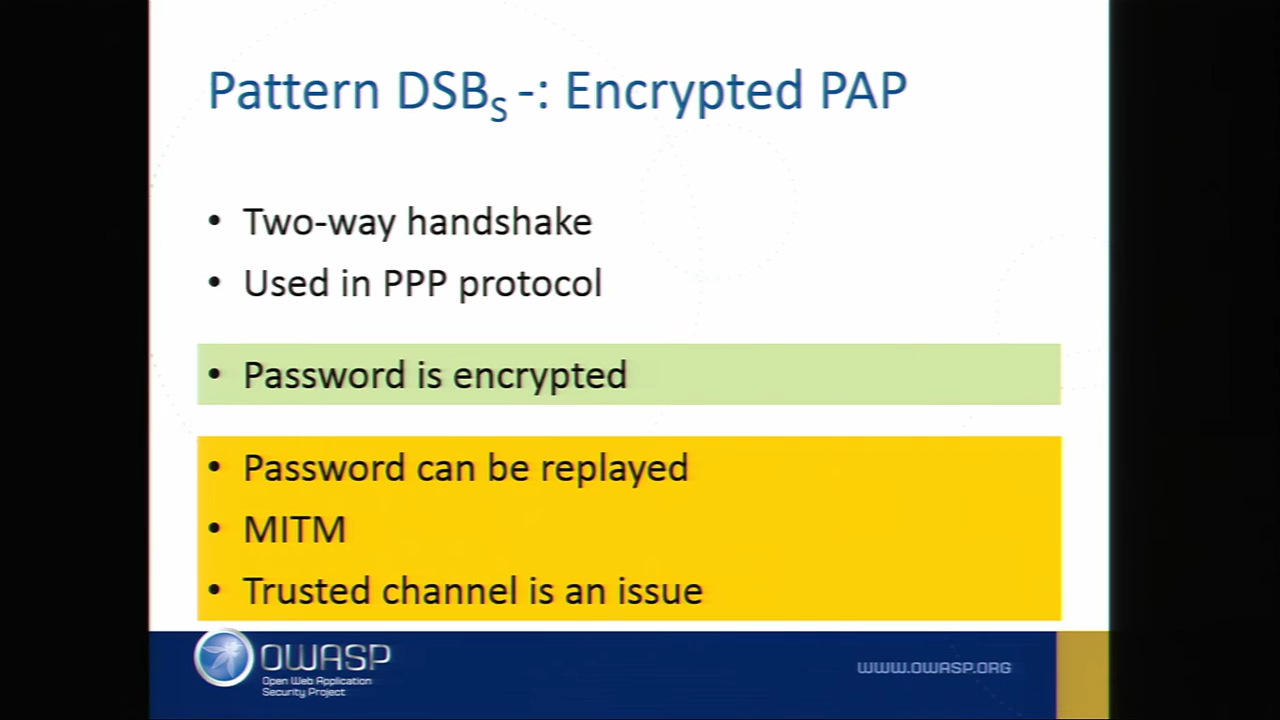 Pattern DSBS -: Encrypted PAP
• Two-way handshake
• Used in PPP protocol
• Password is encrypted
• Password can be replayed
• MITM
• Trusted channel is an issue
OWASP
Open Web Application
Security Project
WWW.OWASP.ORG